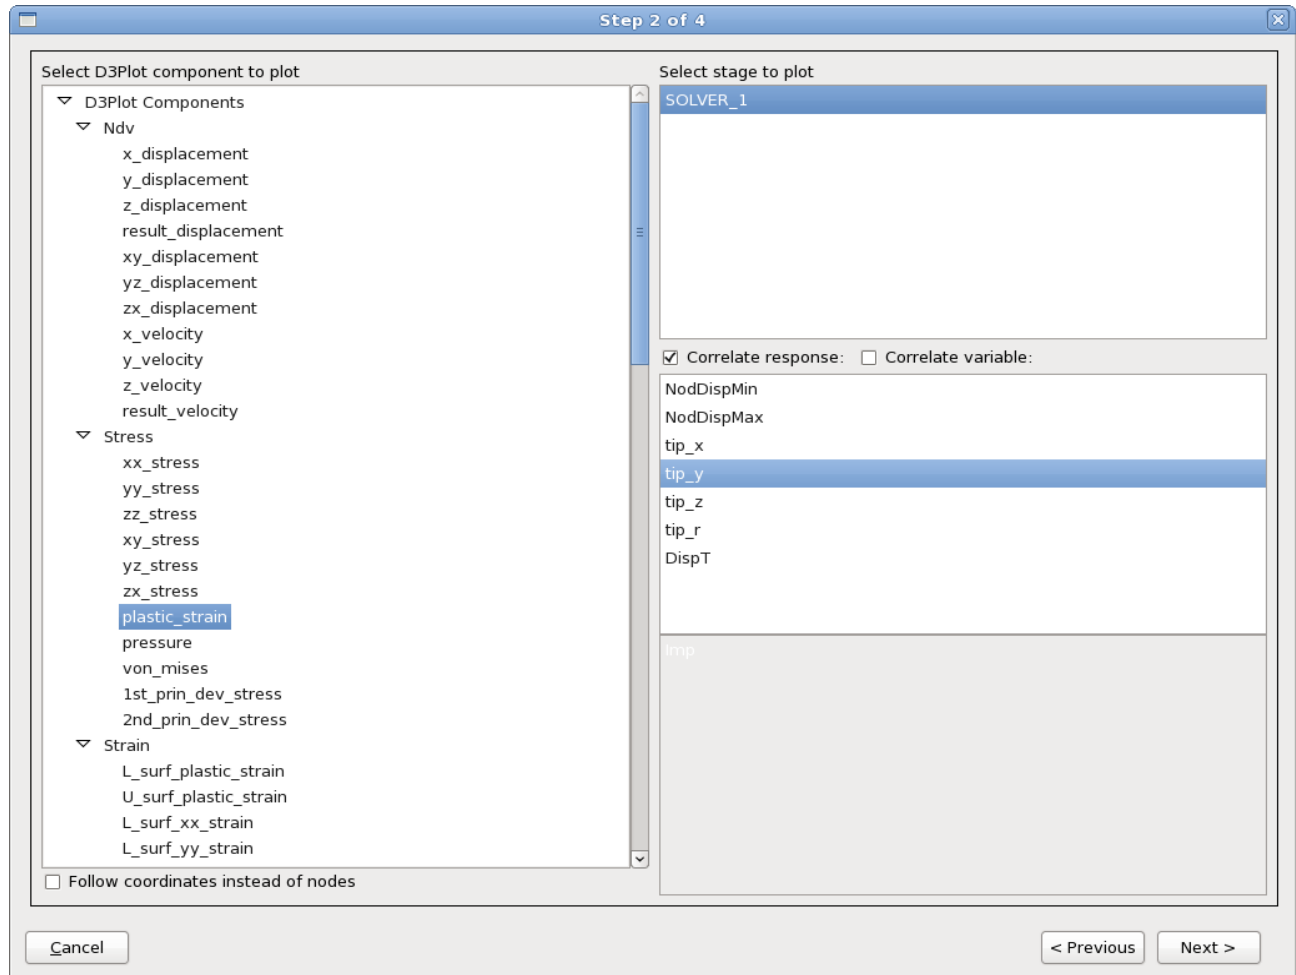 Step 2 of 4
Select D3Plot component to plot
D3Plot Components
Ndv
x_displacement
y_displacement
z_displacement
result_displacement
xy_displacement
yz_displacement
zx_displacement
x_velocity
y_velocity
z_velocity
result_velocity
Stress
xx_stress
yy_stress
zz_stress
xy_stress
yz_stress
zx_stress
plastic_strain
pressure
von_mises
1st_prin_dev_stress
2nd_prin_dev_stress
Strain
L_surf_plastic_strain
U_surf_plastic_strain
L_surf_xx_strain
L_surf_yy_strain
Follow coordinates instead of nodes
Select stage to plot
SOLVER_1
Correlate response: Correlate variable:
NodDispMin
NodDispMax
tip_x
tip_y
tip_z
tip_r
DispT
Imp
Cancel
< Previous
Next >